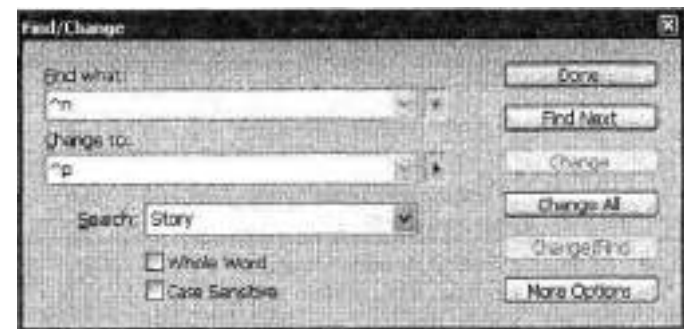 Find/Change
Find what:
^n
Change to:
^p
Search: Story
Whole Word
Case Sensitive
Done
Find Next
Change
Change All
Change/Find
More Options